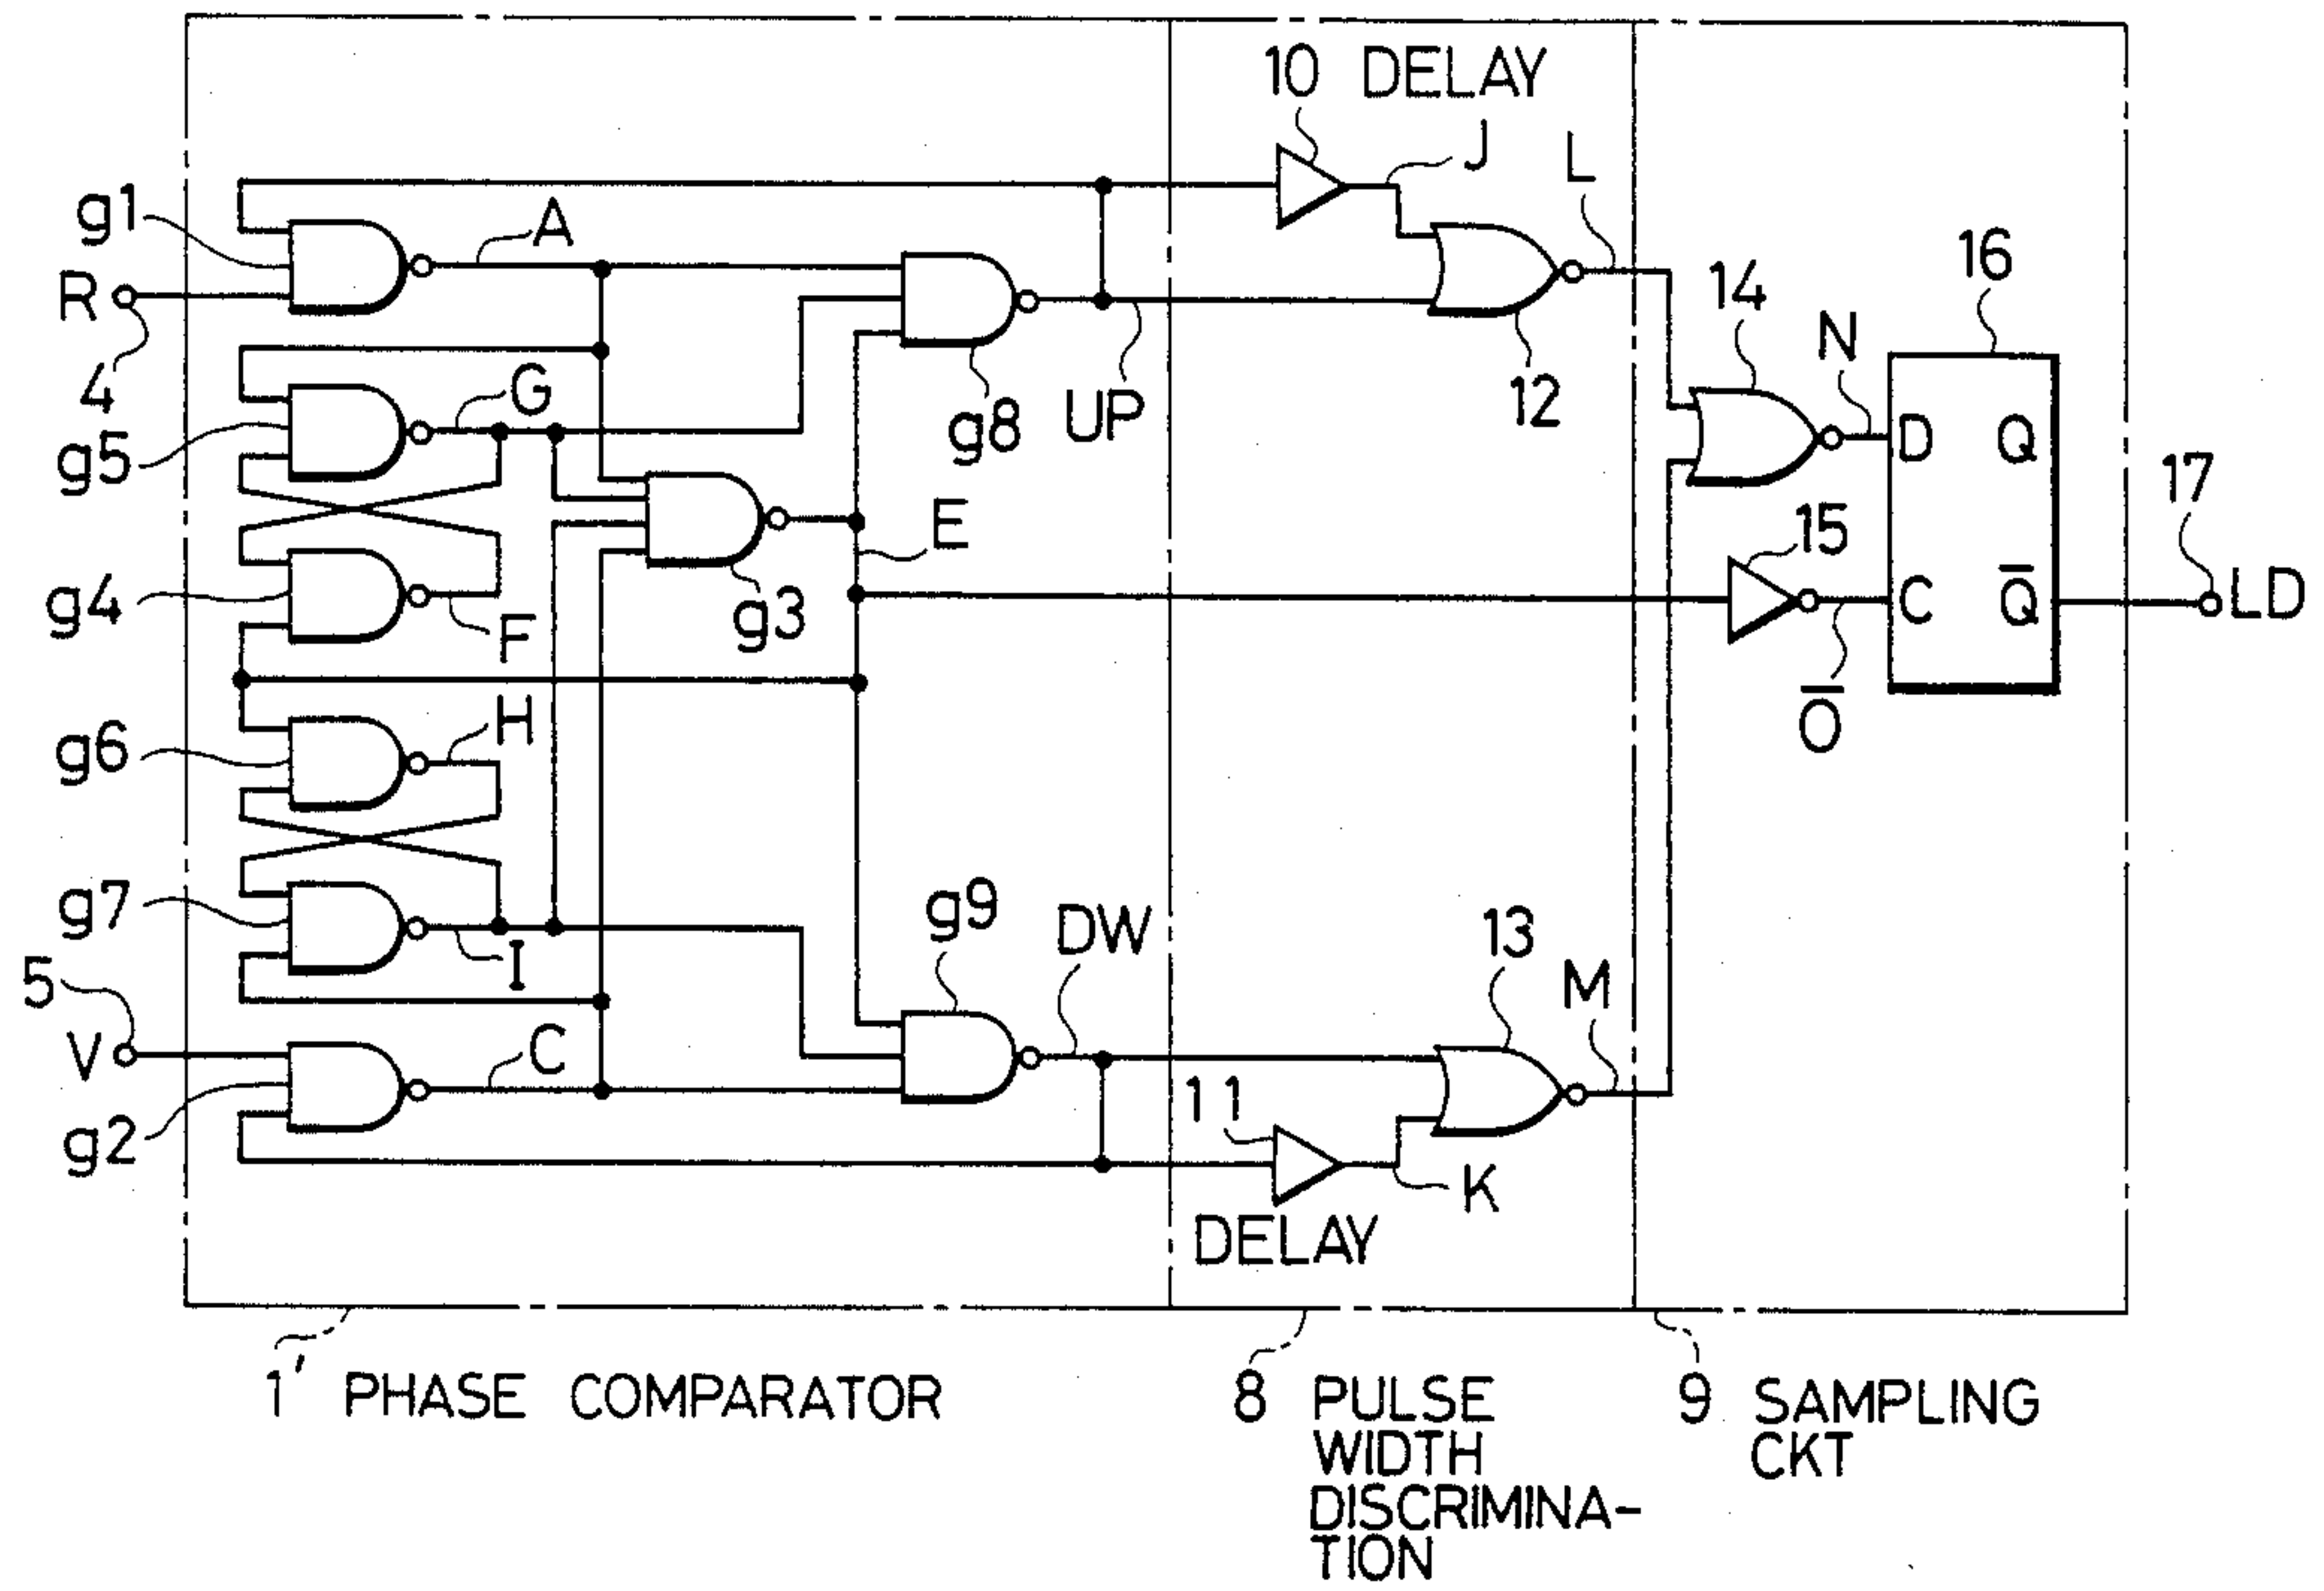 10 DELAY
J
L
g1
A
R
4
16
14
N
G
g5
g8
UP
12
D Q
17
E
15
g4
F
g3
C Q̅
LD
O̅
H
g6
g7
g9
DW
13
I
5
M
V
C
11
g2
K
DELAY
1' PHASE COMPARATOR
8 PULSE
WIDTH
DISCRIMINA-
TION
9 SAMPLING
CKT